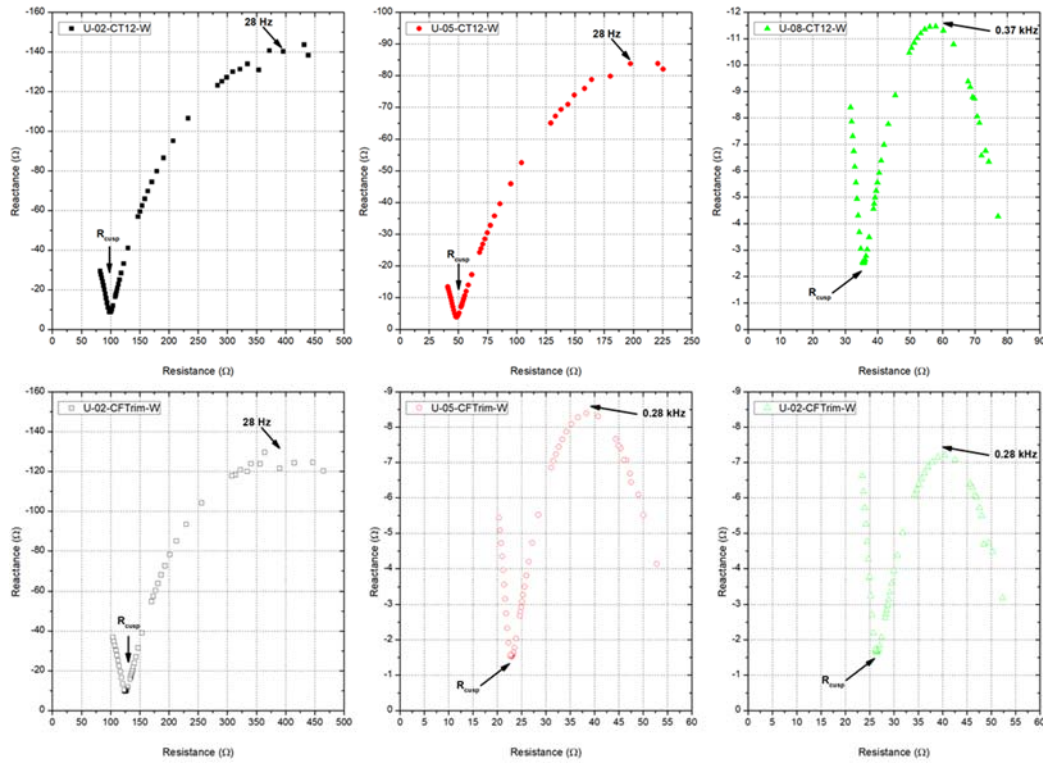 -160
-140
-120
-100
-80
-60
-40
-20
0
Reactance (Ω)
U-02-CT12-W
28 Hz
R_cusp
0 50 100 150 200 250 300 350 400 450 500
Resistance (Ω)
-100
-90
-80
-70
-60
-50
-40
-30
-20
-10
0
Reactance (Ω)
U-05-CT12-W
28 Hz
R_cusp
0 25 50 75 100 125 150 175 200 225 250
Resistance (Ω)
-12
-11
-10
-9
-8
-7
-6
-5
-4
-3
-2
-1
0
Reactance (Ω)
U-08-CT12-W
0.37 kHz
R_cusp
0 10 20 30 40 50 60 70 80 90
Resistance (Ω)
-160
-140
-120
-100
-80
-60
-40
-20
0
Reactance (Ω)
U-02-CFTrim-W
28 Hz
R_cusp
0 50 100 150 200 250 300 350 400 450 500
Resistance (Ω)
-9
-8
-7
-6
-5
-4
-3
-2
-1
0
Reactance (Ω)
U-05-CFTrim-W
0.28 kHz
R_cusp
0 5 10 15 20 25 30 35 40 45 50 55 60
Resistance (Ω)
-9
-8
-7
-6
-5
-4
-3
-2
-1
0
Reactance (Ω)
U-02-CFTrim-W
0.28 kHz
R_cusp
0 5 10 15 20 25 30 35 40 45 50 55 60
Resistance (Ω)